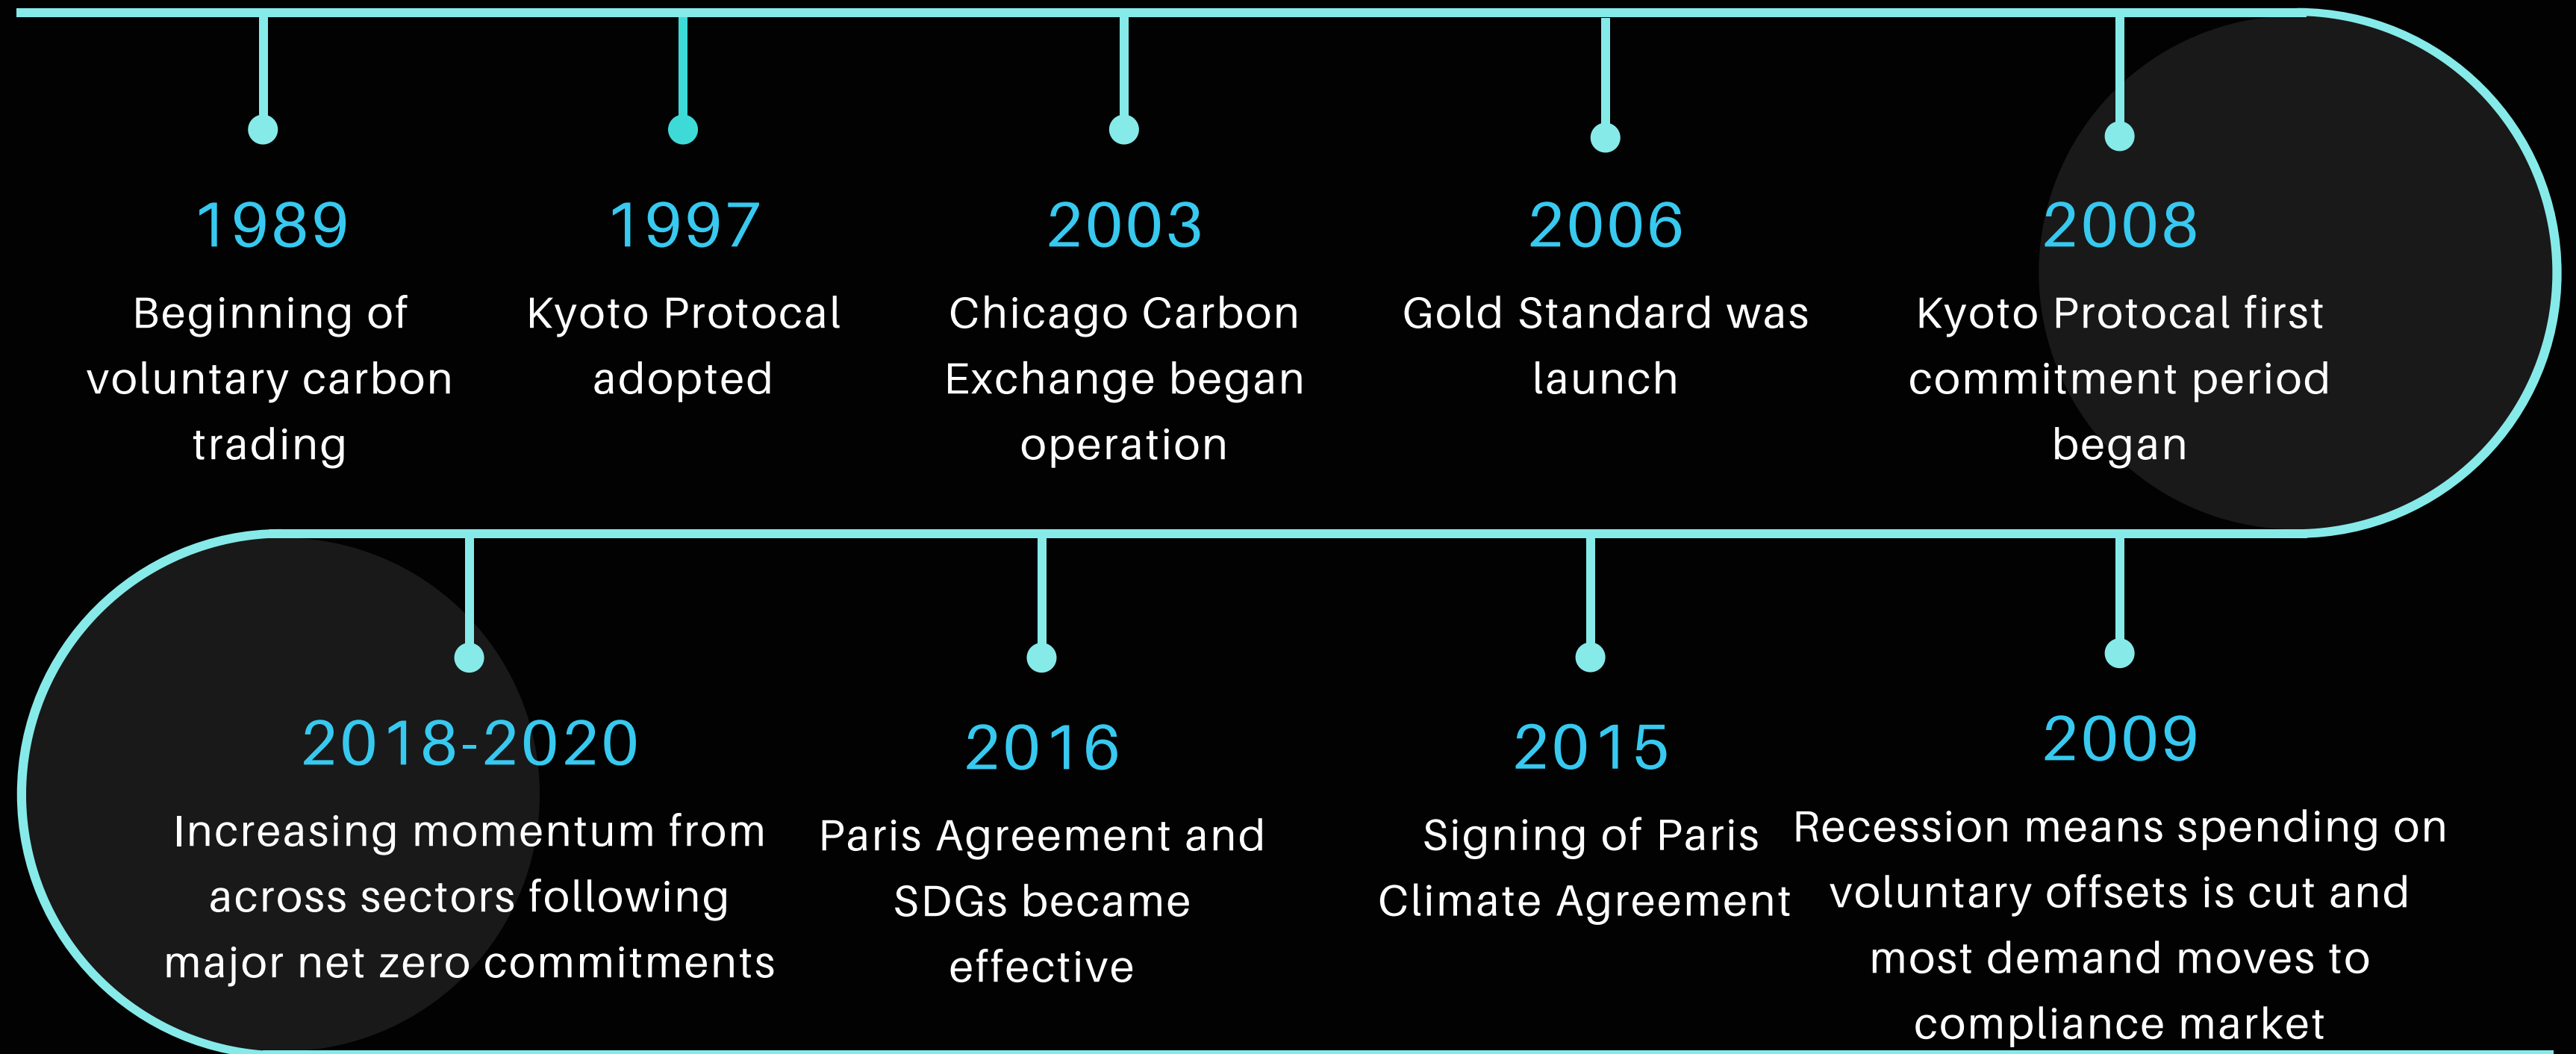 1989
Beginning of
voluntary carbon
trading
1997
Kyoto Protocal
adopted
2003
Chicago Carbon
Exchange began
operation
2006
Gold Standard was
launch
2008
Kyoto Protocal first
commitment period
began
2018-2020
Increasing momentum from
across sectors following
major net zero commitments
2016
Paris Agreement and
SDGs became
effective
2015
Signing of Paris
Climate Agreement
2009
Recession means spending on
voluntary offsets is cut and
most demand moves to
compliance market